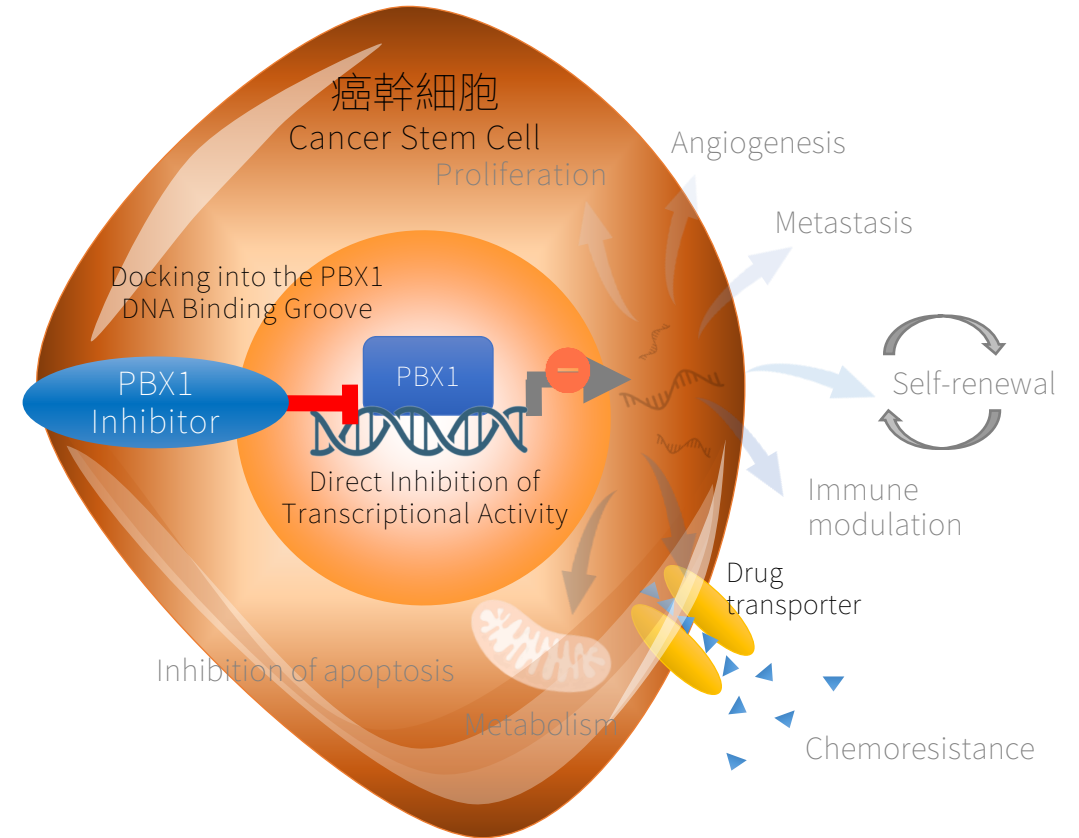 癌幹細胞
Cancer Stem Cell
Proliferation
Angiogenesis
Metastasis
Docking into the PBX1
DNA Binding Groove
PBX1
Inhibitor
PBX1
Self-renewal
Direct Inhibition of
Transcriptional Activity
Immune
modulation
Drug
transporter
Inhibition of apoptosis
Metabolism
Chemoresistance